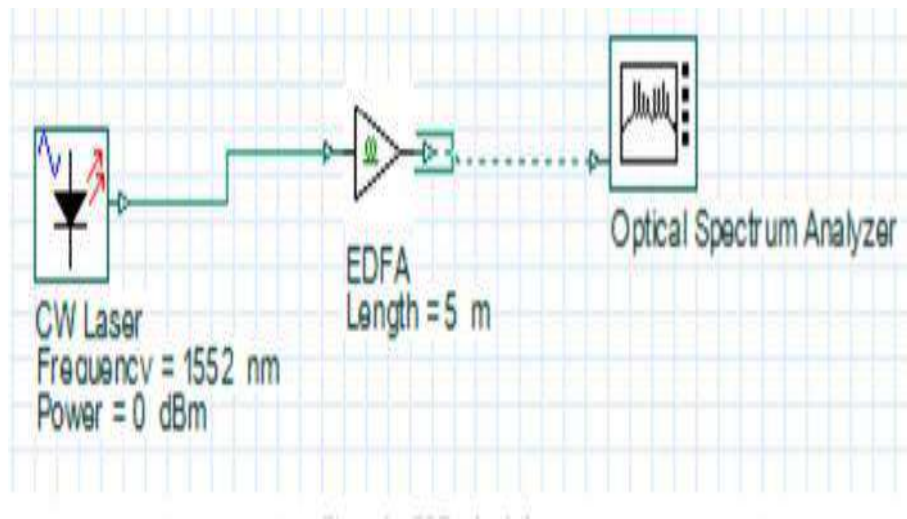 CW Laser
Frequency = 1552 nm
Power = 0 dBm
EDFA
Length = 5 m
Optical Spectrum Analyzer